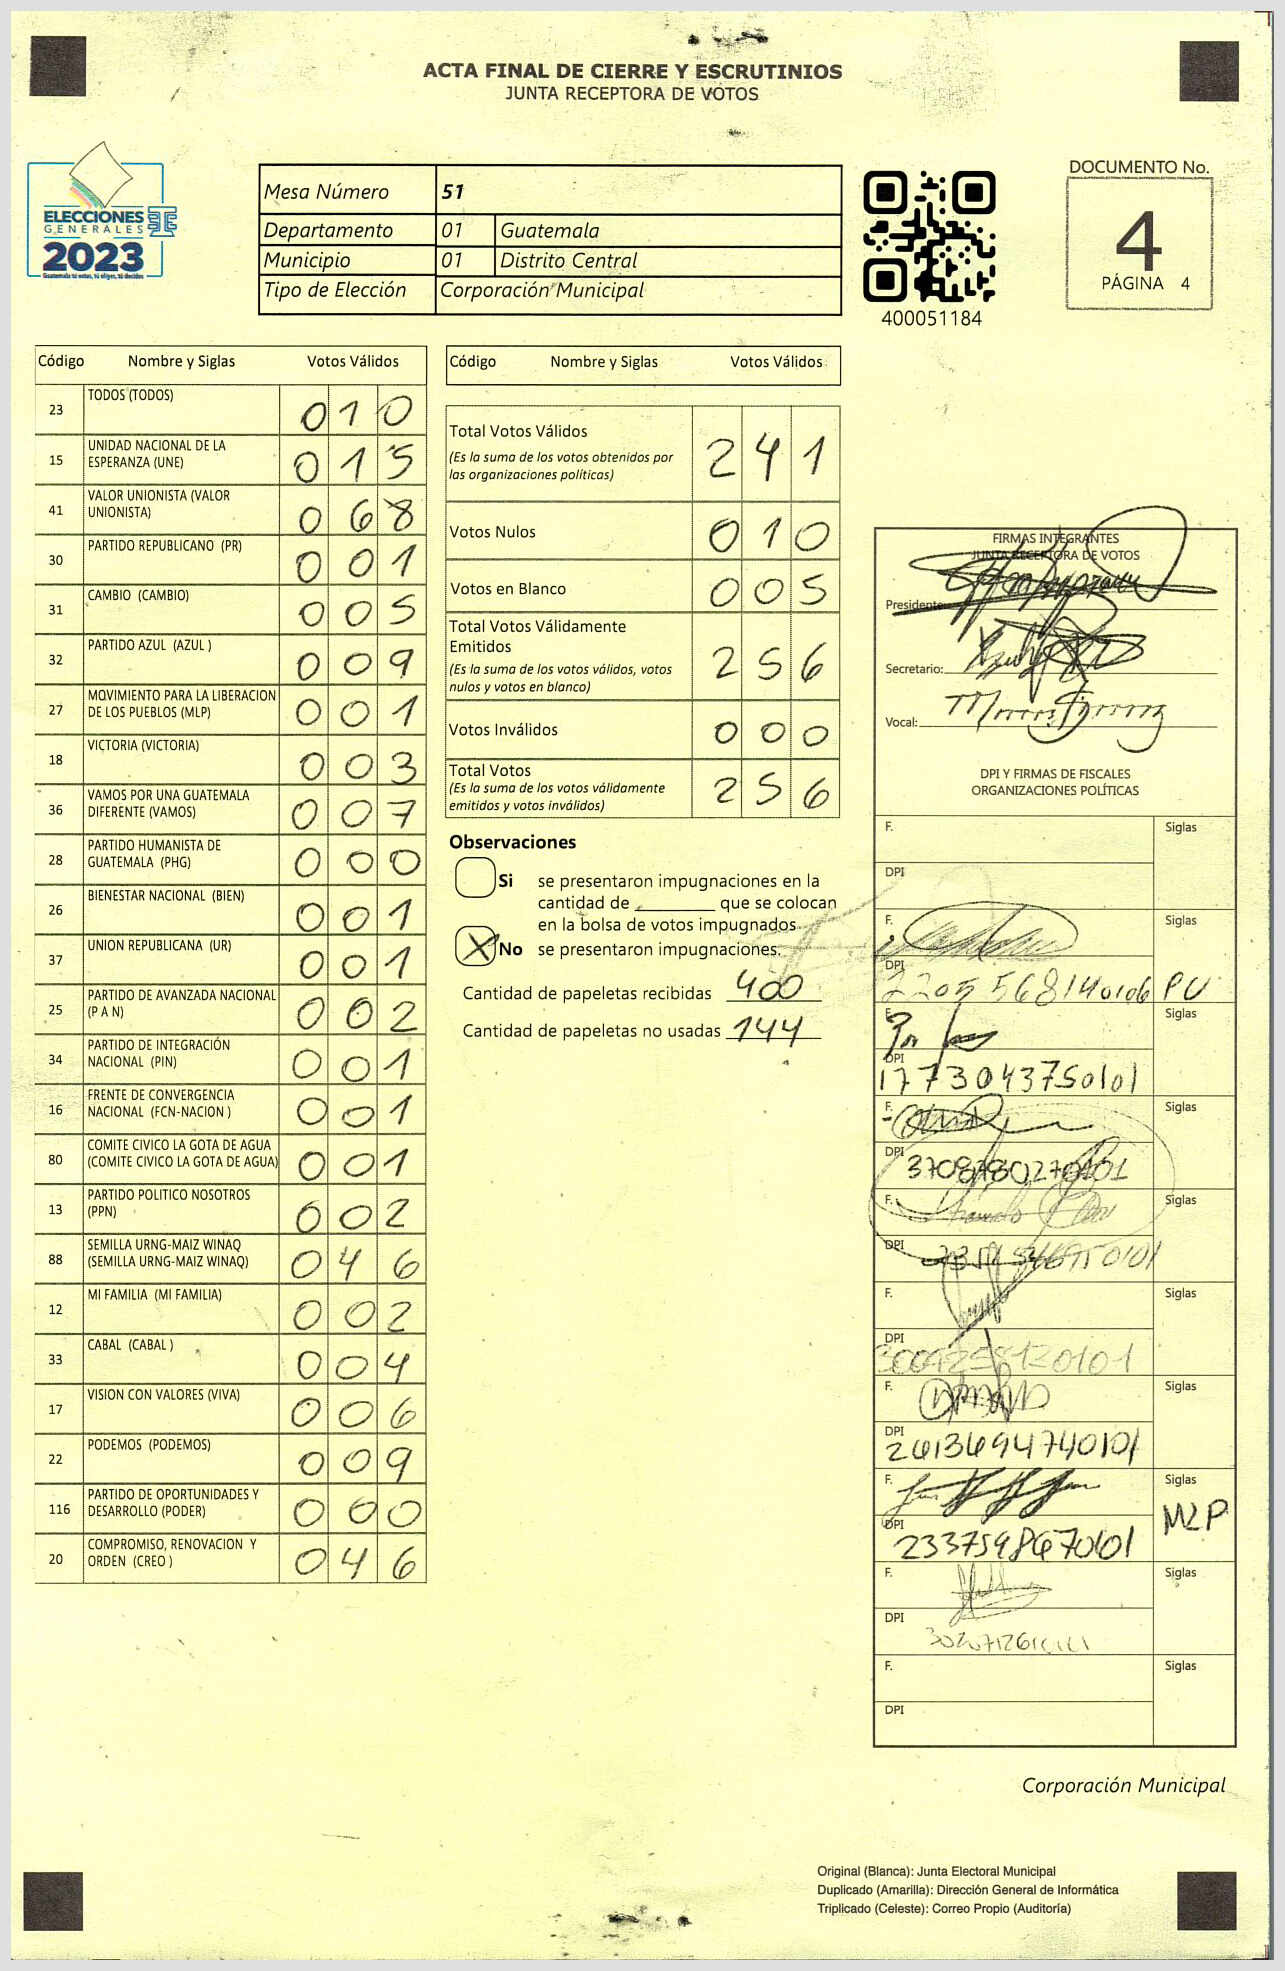 ACTA FINAL DE CIERRE Y ESCRUTINIOS
JUNTA RECEPTORA DE VOTOS
ELECCIONES
GENERALES
2023
Guatemala tú votas, tú eliges, tú decides
Mesa Número 51
Departamento 01 Guatemala
Municipio 01 Distrito Central
Tipo de Elección Corporación Municipal
400051184
DOCUMENTO No.
4
PÁGINA 4
Código Nombre y Siglas Votos Válidos
23 TODOS (TODOS) 0 1 0
15 UNIDAD NACIONAL DE LA
ESPERANZA (UNE) 0 1 5
41 VALOR UNIONISTA (VALOR
UNIONISTA) 0 6 8
30 PARTIDO REPUBLICANO (PR) 0 0 1
31 CAMBIO (CAMBIO) 0 0 5
32 PARTIDO AZUL (AZUL ) 0 0 9
27 MOVIMIENTO PARA LA LIBERACION
DE LOS PUEBLOS (MLP) 0 0 1
18 VICTORIA (VICTORIA) 0 0 3
36 VAMOS POR UNA GUATEMALA
DIFERENTE (VAMOS) 0 0 7
28 PARTIDO HUMANISTA DE
GUATEMALA (PHG) 0 0 0
26 BIENESTAR NACIONAL (BIEN) 0 0 1
37 UNION REPUBLICANA (UR) 0 0 1
25 PARTIDO DE AVANZADA NACIONAL
(P A N) 0 0 2
34 PARTIDO DE INTEGRACIÓN
NACIONAL (PIN) 0 0 1
16 FRENTE DE CONVERGENCIA
NACIONAL (FCN-NACION ) 0 0 1
80 COMITE CIVICO LA GOTA DE AGUA
(COMITE CIVICO LA GOTA DE AGUA) 0 0 1
13 PARTIDO POLITICO NOSOTROS
(PPN) 0 0 2
88 SEMILLA URNG-MAIZ WINAQ
(SEMILLA URNG-MAIZ WINAQ) 0 4 6
12 MI FAMILIA (MI FAMILIA) 0 0 2
33 CABAL (CABAL ) 0 0 4
17 VISION CON VALORES (VIVA) 0 0 6
22 PODEMOS (PODEMOS) 0 0 9
116 PARTIDO DE OPORTUNIDADES Y
DESARROLLO (PODER) 0 0 0
20 COMPROMISO, RENOVACION Y
ORDEN (CREO ) 0 4 6
Código Nombre y Siglas Votos Válidos
Total Votos Válidos 2 4 1
(Es la suma de los votos obtenidos por
las organizaciones políticas)
Votos Nulos 0 1 0
Votos en Blanco 0 0 5
Total Votos Válidamente
Emitidos 2 5 6
(Es la suma de los votos válidos, votos
nulos y votos en blanco)
Votos Inválidos 0 0 0
Total Votos 2 5 6
(Es la suma de los votos válidamente
emitidos y votos inválidos)
Observaciones
Si se presentaron impugnaciones en la
cantidad de ________ que se colocan
en la bolsa de votos impugnados.
X No se presentaron impugnaciones.
Cantidad de papeletas recibidas 400
Cantidad de papeletas no usadas 144
FIRMAS INTEGRANTES
JUNTA RECEPTORA DE VOTOS
Presidente:
Secretario:
Vocal:
DPI Y FIRMAS DE FISCALES
ORGANIZACIONES POLÍTICAS
F. Siglas
DPI
F. Siglas
DPI 2205568140106 PU
F. Siglas
DPI 1773043750101
F. Siglas
DPI 3708780270101
F. Siglas
DPI
F. Siglas
DPI
F. Siglas
DPI 2613694740101
F. Siglas
DPI 2337598670101 MLP
F. Siglas
DPI
F. Siglas
DPI
Corporación Municipal
Original (Blanca): Junta Electoral Municipal
Duplicado (Amarilla): Dirección General de Informática
Triplicado (Celeste): Correo Propio (Auditoría)